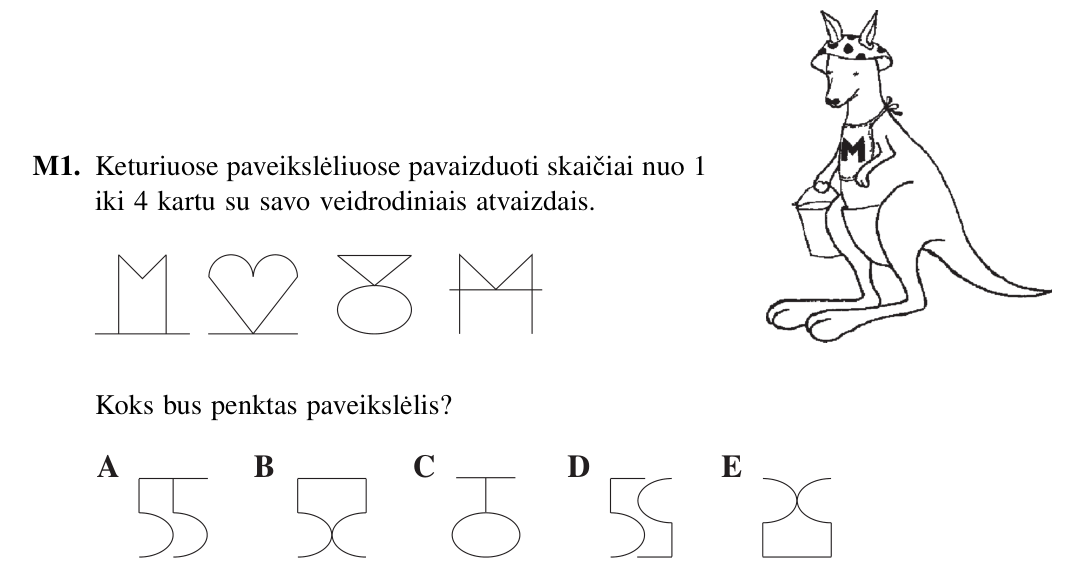 M
M1. Keturiuose paveikslėliuose pavaizduoti skaičiai nuo 1
iki 4 kartu su savo veidrodiniais atvaizdais.
Koks bus penktas paveikslėlis?
A B C D E